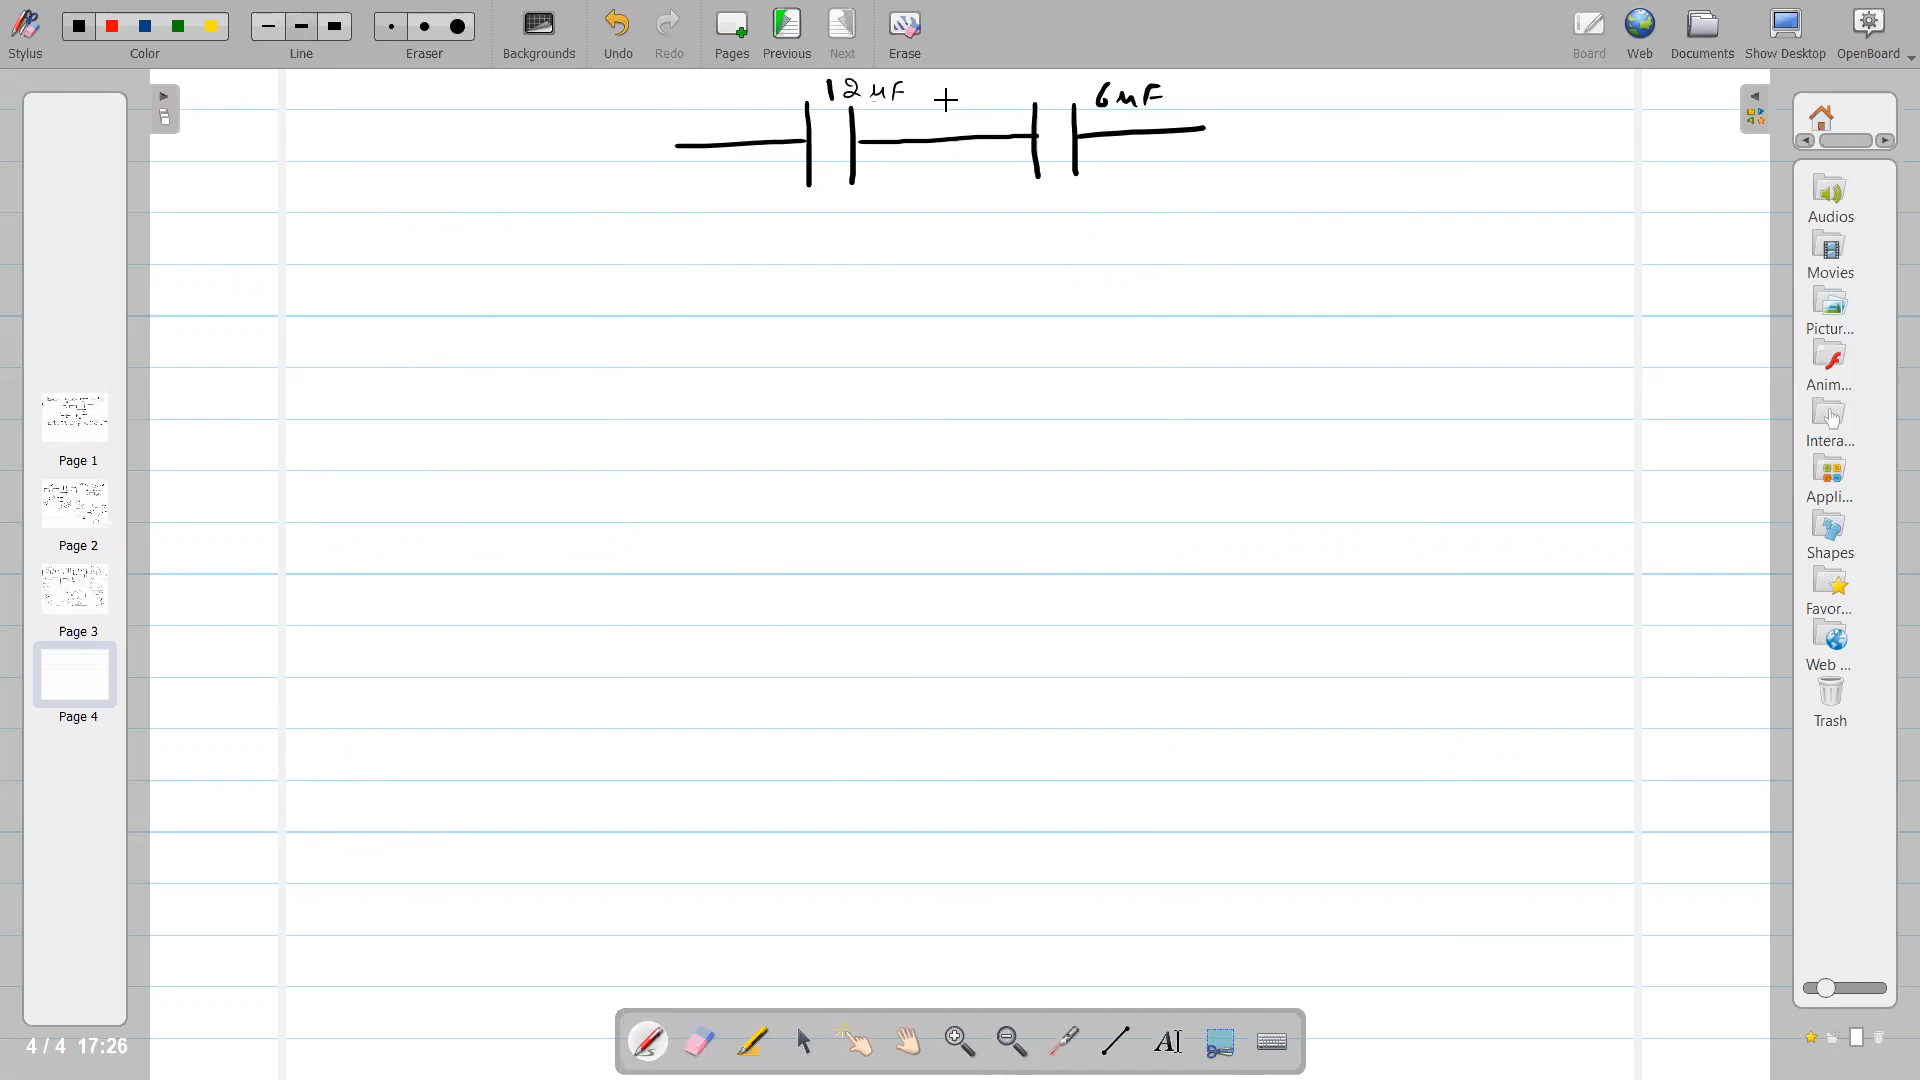 Stylus Color Line Eraser Backgrounds Undo Redo Pages Previous Next Erase Board Web Documents Show Desktop OpenBoard
12 μF 6 μF
Audios
Movies
Pictur...
Anim...
Intera...
Appli...
Shapes
Favor...
Web ...
Trash
Page 1
Page 2
Page 3
Page 4
4 / 4 17:26